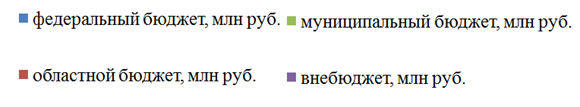 федеральный бюджет, млн руб. муниципальный бюджет, млн руб.
областной бюджет, млн руб. внебюджет, млн руб.